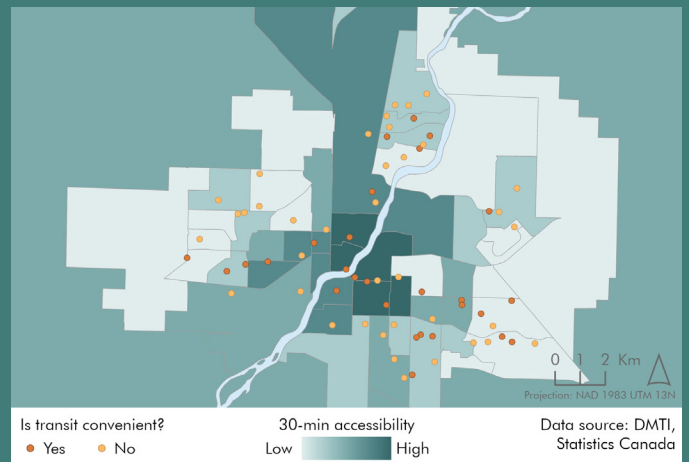 0 1 2 Km
Projection: NAD 1983 UTM 13N
Is transit convenient?
Yes No
30-min accessibility
Low High
Data source: DMTI,
Statistics Canada